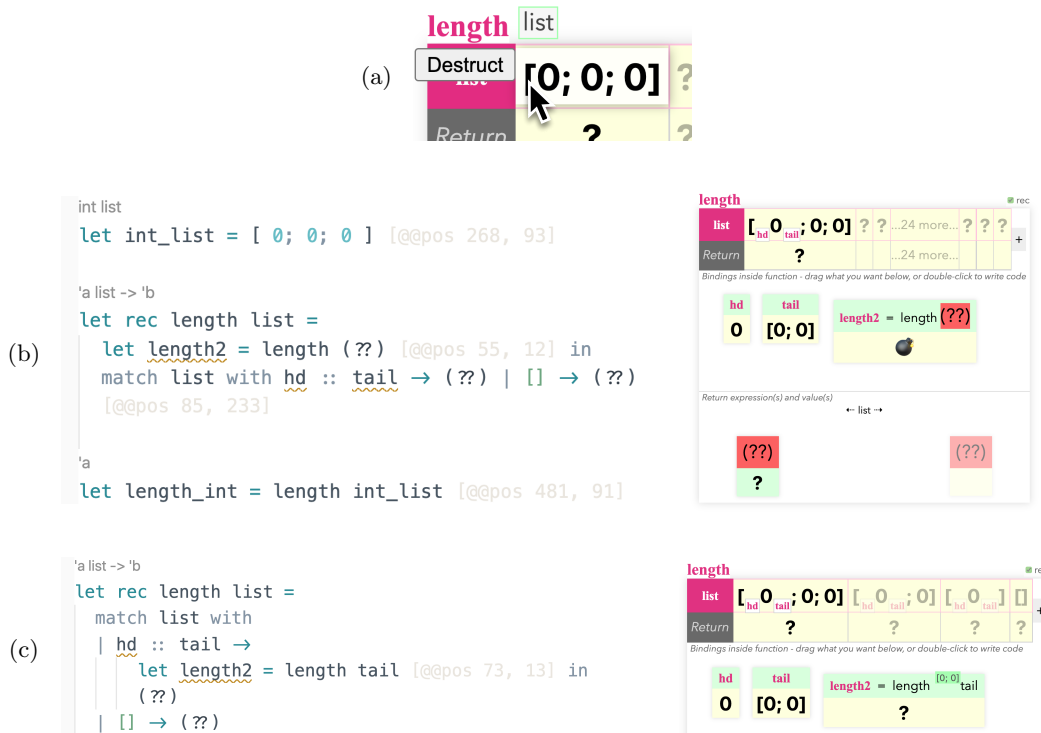 length list
(a)
Destruct
list
[0; 0; 0] ?
Return ? ?
(b)
int list
let int_list = [ 0; 0; 0 ] [@@pos 268, 93]
'a list -> 'b
let rec length list =
let length2 = length (??) [@@pos 55, 12] in
match list with hd :: tail → (??) | [] → (??)
[@@pos 85, 233]
'a
let length_int = length int_list [@@pos 481, 91]
length rec
list [hd 0 tail; 0; 0] ? ? ...24 more... ? ? ?
Return ? ...24 more... +
Bindings inside function - drag what you want below, or double-click to write code
hd tail length2 = length (??)
0 [0; 0]
Return expression(s) and value(s)
← list →
(??) (??)
?
(c)
'a list -> 'b
let rec length list =
match list with
| hd :: tail →
let length2 = length tail [@@pos 73, 13] in
(??)
| [] → (??)
length re
list [hd 0 tail; 0; 0] [hd 0 tail; 0] [hd 0 tail] [] +
Return ? ? ? ?
Bindings inside function - drag what you want below, or double-click to write code
hd tail length2 = length [0; 0] tail
0 [0; 0] ?